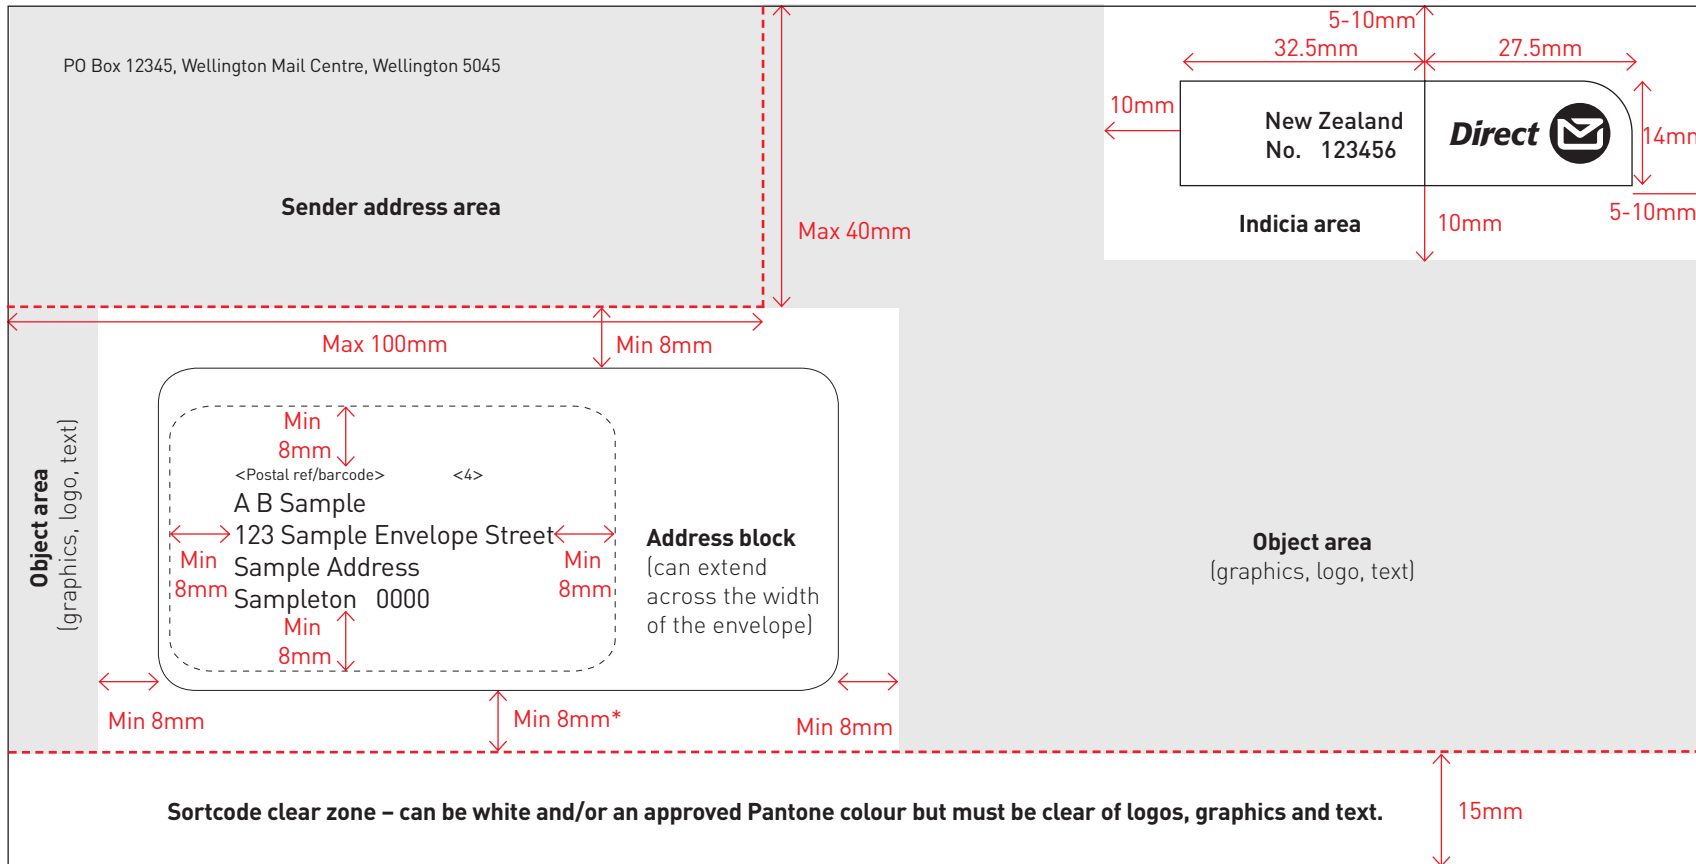 5-10mm
32.5mm
27.5mm
PO Box 12345, Wellington Mail Centre, Wellington 5045
10mm
New Zealand
No. 123456
Direct
14mm
Sender address area
Max 40mm
Indicia area
10mm
5-10mm
Max 100mm
Min 8mm
Object area
(graphics, logo, text)
Min
8mm
<Postal ref/barcode> <4>
A B Sample
123 Sample Envelope Street
Sample Address
Sampleton 0000
Min
8mm
Min
8mm
Min
8mm
Address block
(can extend
across the width
of the envelope)
Object area
(graphics, logo, text)
Min 8mm
Min 8mm*
Min 8mm
Sortcode clear zone – can be white and/or an approved Pantone colour but must be clear of logos, graphics and text.
15mm